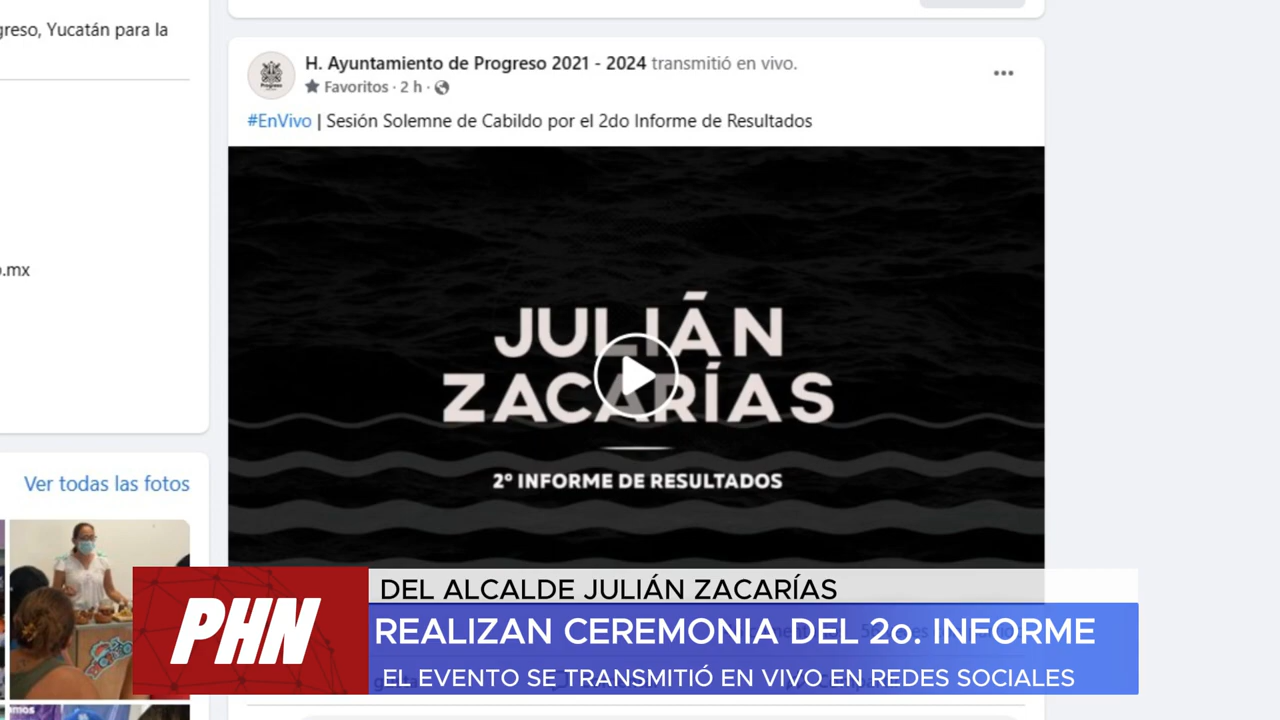 greso, Yucatán para la
.mx
Ver todas las fotos
H. Ayuntamiento de Progreso 2021 - 2024 transmitió en vivo.
Favoritos · 2 h ·
#EnVivo | Sesión Solemne de Cabildo por el 2do Informe de Resultados
JULIÁN
ZACARÍAS
2º INFORME DE RESULTADOS
PHN
DEL ALCALDE JULIÁN ZACARÍAS
REALIZAN CEREMONIA DEL 2o. INFORME
EL EVENTO SE TRANSMITIÓ EN VIVO EN REDES SOCIALES